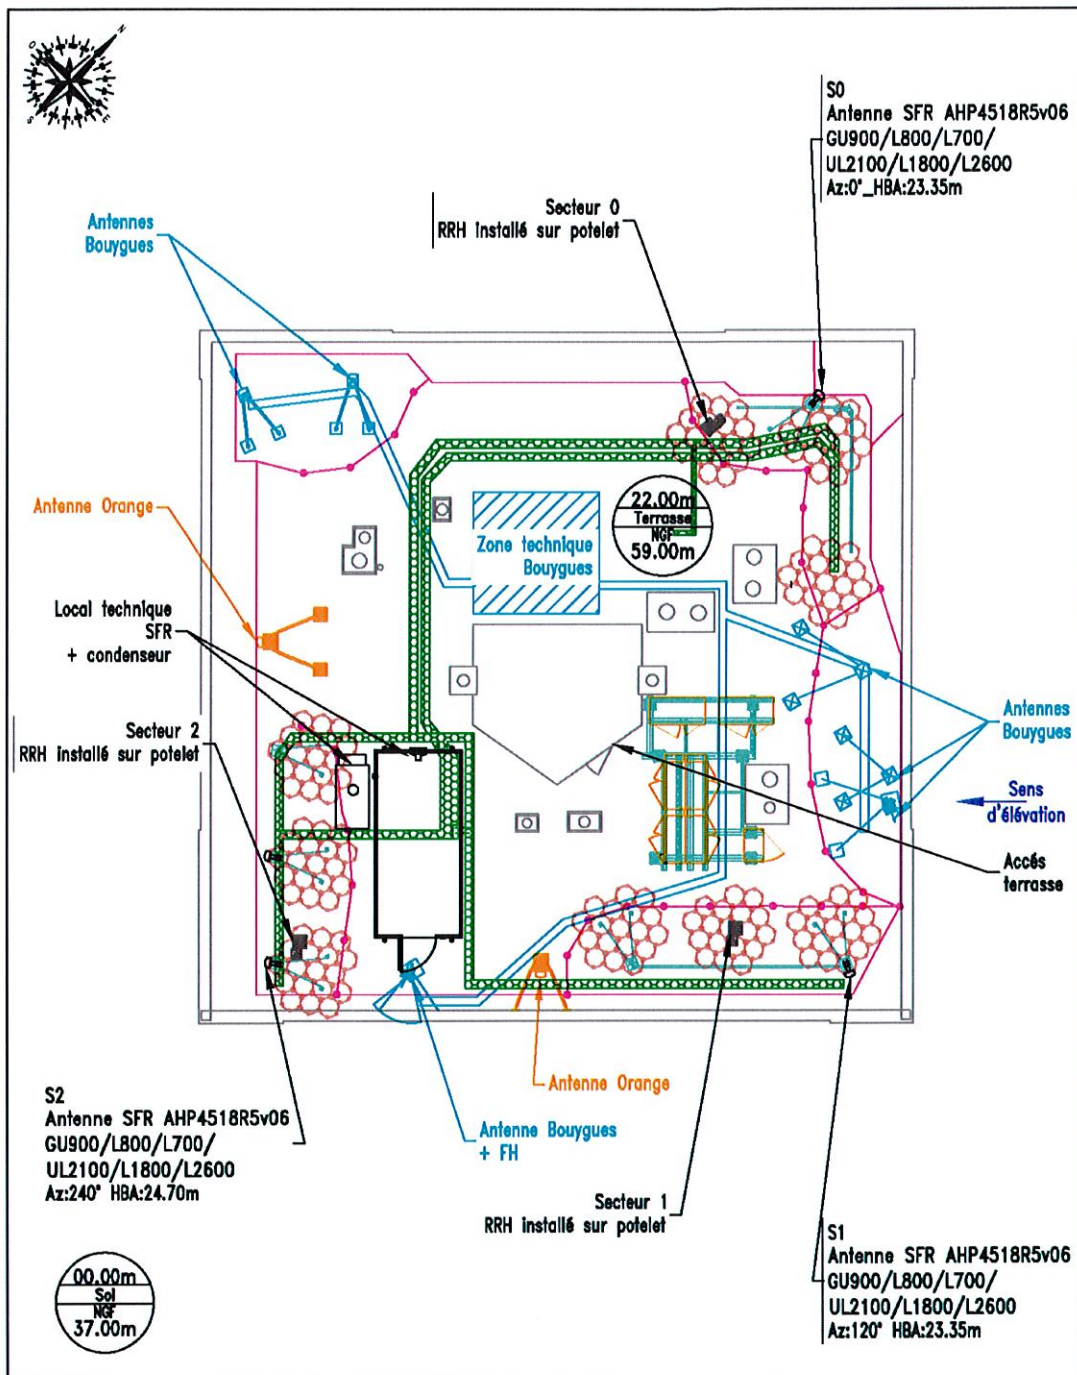 N
O
S
E
S0
Antenne SFR AHP4518R5v06
GU900/L800/L700/
UL2100/L1800/L2600
Az:0°_HBA:23.35m
Secteur 0
RRH installé sur potelet
Antennes
Bouygues
Antenne Orange
22.00m
Terrasse
NGF
59.00m
Zone technique
Bouygues
Local technique
SFR
+ condenseur
Secteur 2
RRH installé sur potelet
Antennes
Bouygues
Sens
d'élévation
Accés
terrasse
Antenne Orange
S2
Antenne SFR AHP4518R5v06
GU900/L800/L700/
UL2100/L1800/L2600
Az:240° HBA:24.70m
Antenne Bouygues
+ FH
Secteur 1
RRH installé sur potelet
S1
Antenne SFR AHP4518R5v06
GU900/L800/L700/
UL2100/L1800/L2600
Az:120° HBA:23.35m
00.00m
Sol
NGF
37.00m